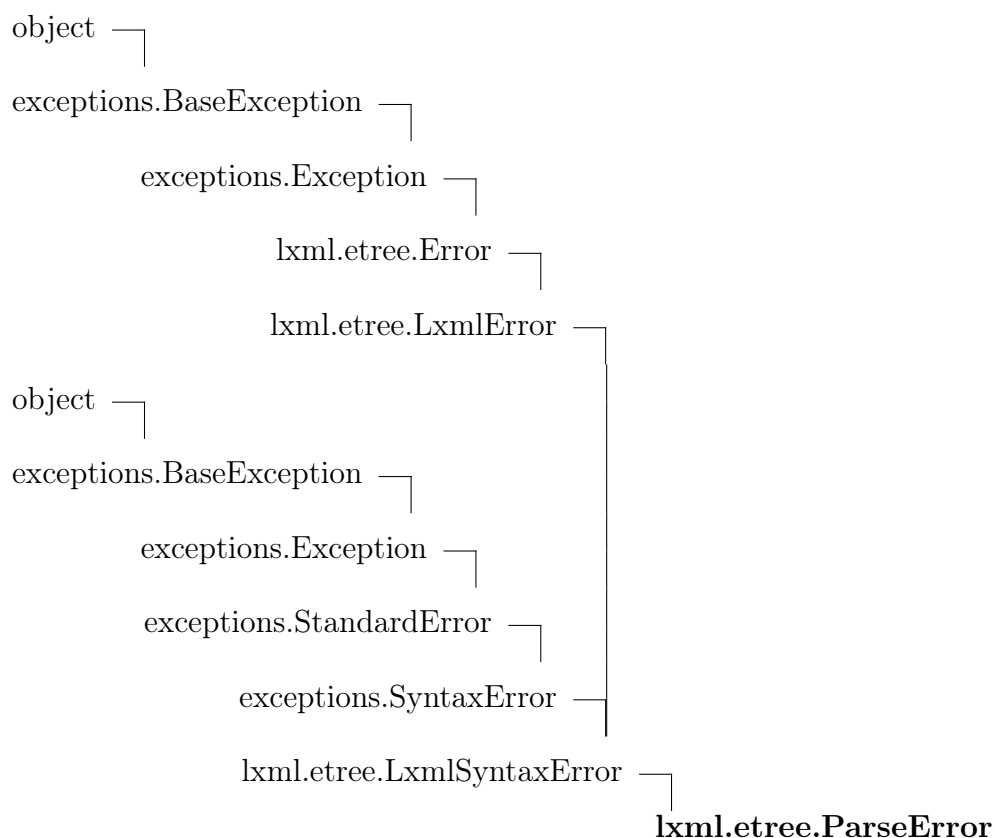 object
exceptions.BaseException
exceptions.Exception
lxml.etree.Error
lxml.etree.LxmlError
object
exceptions.BaseException
exceptions.Exception
exceptions.StandardError
exceptions.SyntaxError
lxml.etree.LxmlSyntaxError
lxml.etree.ParseError